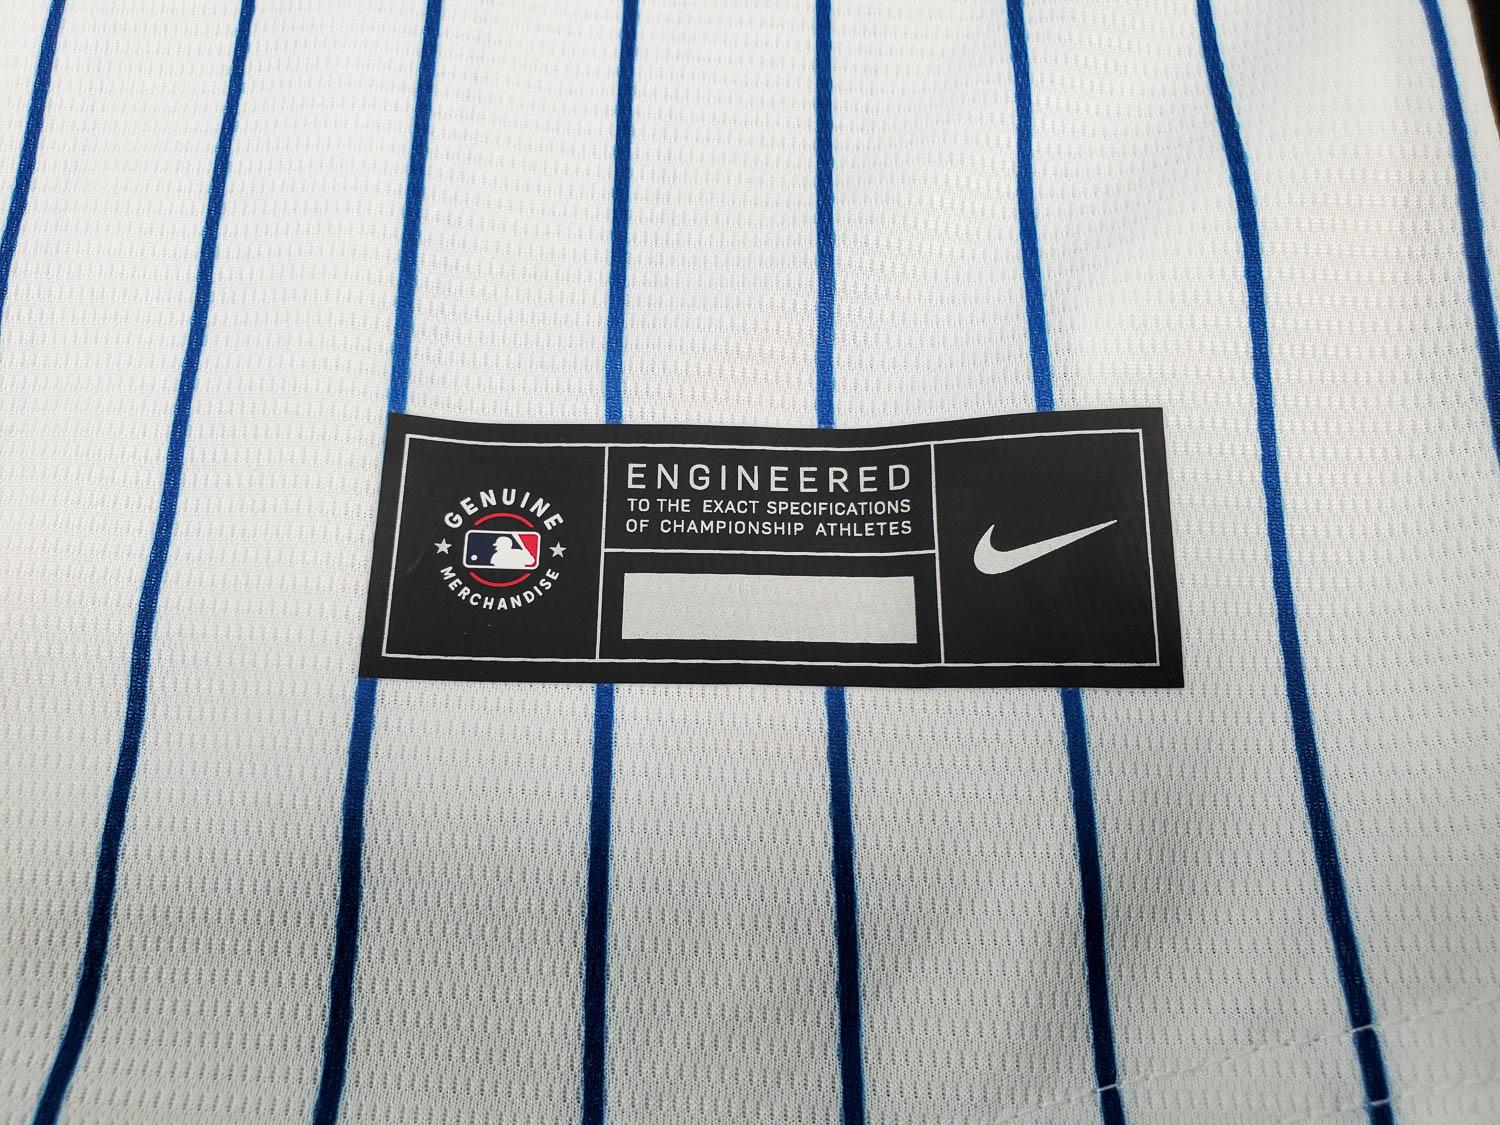 GENUINE
MERCHANDISE
ENGINEERED
TO THE EXACT SPECIFICATIONS
OF CHAMPIONSHIP ATHLETES